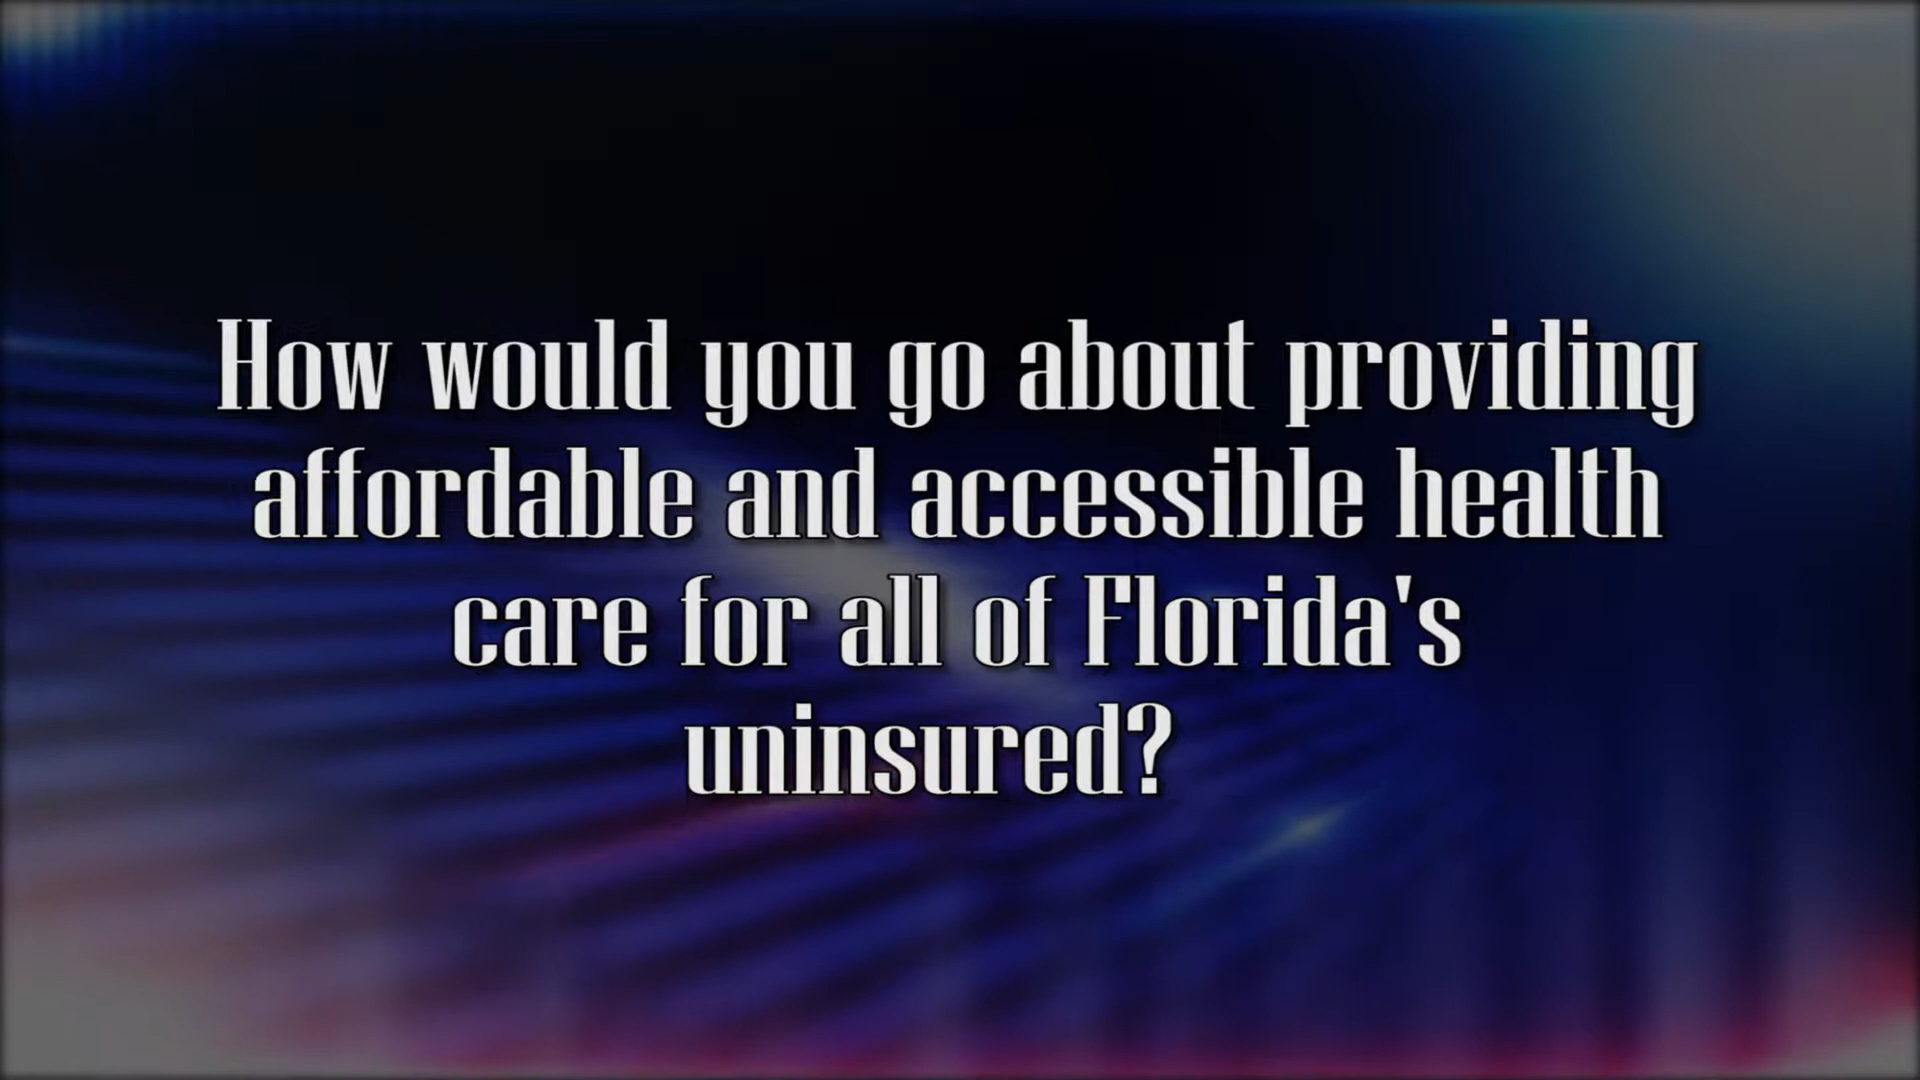 How would you go about providing
affordable and accessible health
care for all of Florida's
uninsured?